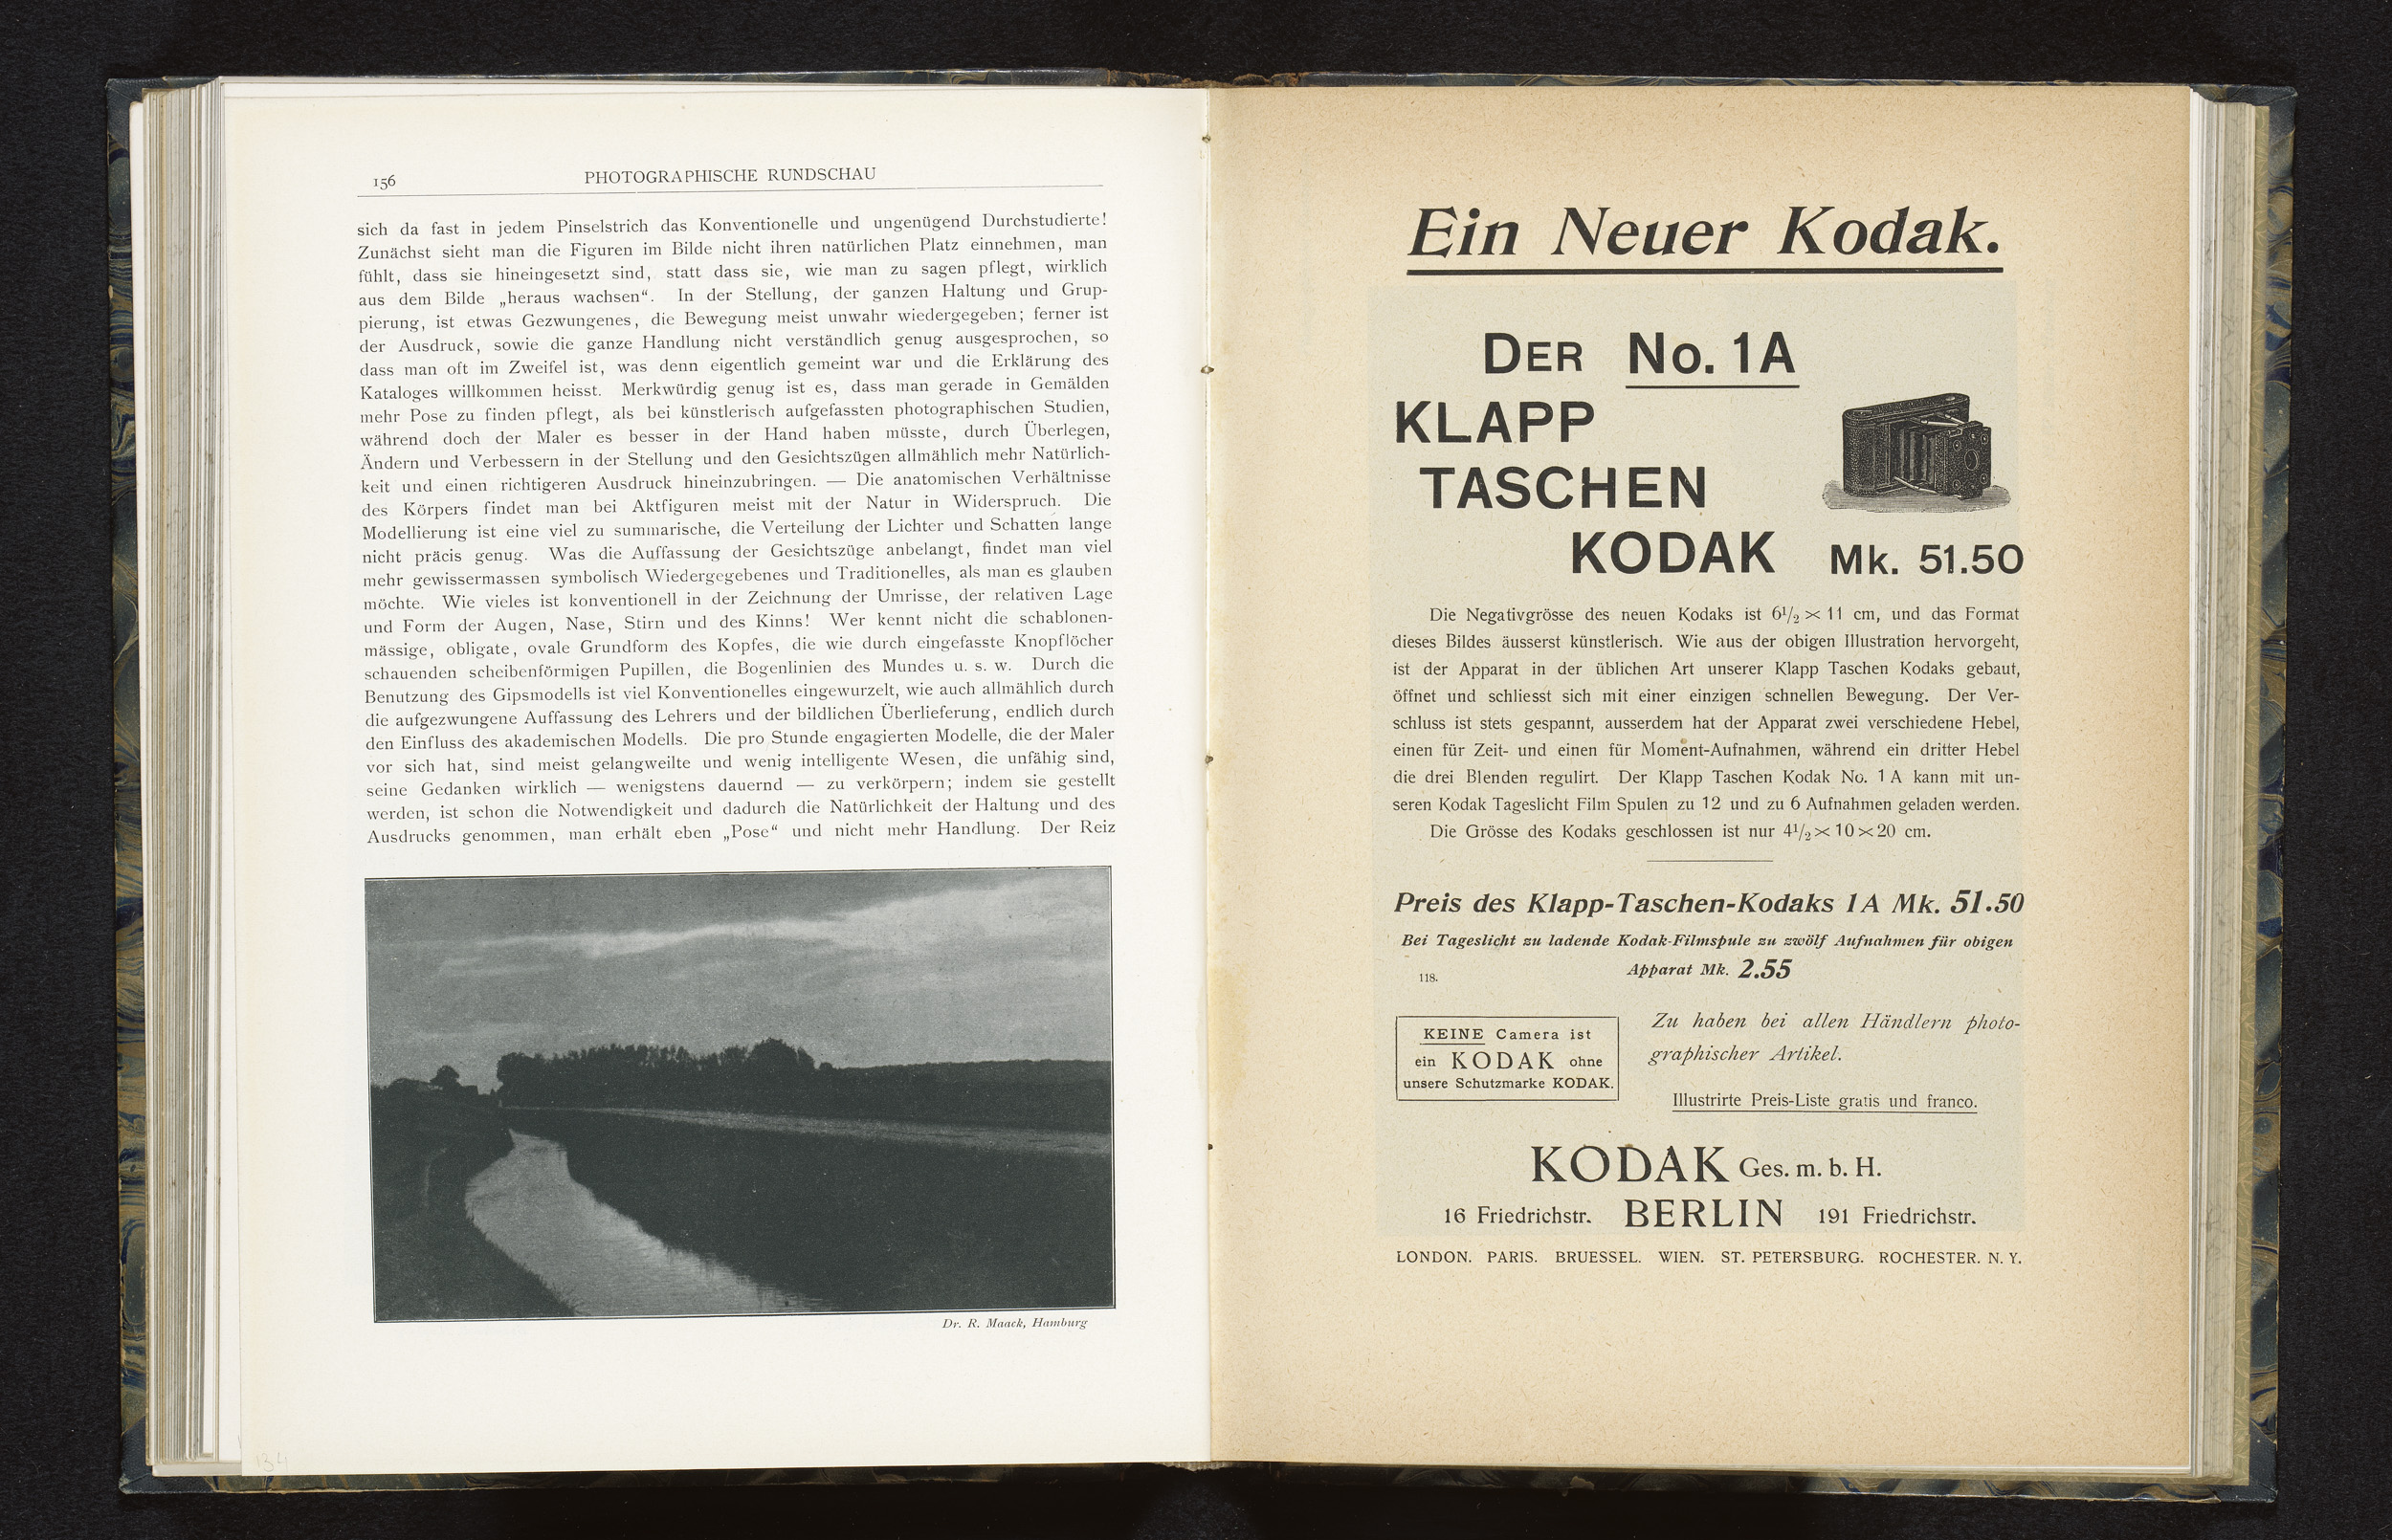 156
PHOTOGRAPHISCHE RUNDSCHAU
sich da fast in jedem Pinselstrich das Konventionelle und ungenügend Durchstudierte!
Zunächst sieht man die Figuren im Bilde nicht ihren natürlichen Platz einnehmen, man
fühlt, dass sie hineingesetzt sind, statt dass sie, wie man zu sagen pflegt, wirklich
aus dem Bilde „heraus wachsen“. In der Stellung, der ganzen Haltung und Grup-
pierung, ist etwas Gezwungenes, die Bewegung meist unwahr wiedergegeben; ferner ist
der Ausdruck, sowie die ganze Handlung nicht verständlich genug ausgesprochen, so
dass man oft im Zweifel ist, was denn eigentlich gemeint war und die Erklärung des
Kataloges willkommen heisst. Merkwürdig genug ist es, dass man gerade in Gemälden
mehr Pose zu finden pflegt, als bei künstlerisch aufgefassten photographischen Studien,
während doch der Maler es besser in der Hand haben müsste, durch Überlegen,
Ändern und Verbessern in der Stellung und den Gesichtszügen allmählich mehr Natürlich-
keit und einen richtigeren Ausdruck hineinzubringen. — Die anatomischen Verhältnisse
des Körpers findet man bei Aktfiguren meist mit der Natur in Widerspruch. Die
Modellierung ist eine viel zu summarische, die Verteilung der Lichter und Schatten lange
nicht präcis genug. Was die Auffassung der Gesichtszüge anbelangt, findet man viel
mehr gewissermassen symbolisch Wiedergegebenes und Traditionelles, als man es glauben
möchte. Wie vieles ist konventionell in der Zeichnung der Umrisse, der relativen Lage
und Form der Augen, Nase, Stirn und des Kinns! Wer kennt nicht die schablonen-
mässige, obligate, ovale Grundform des Kopfes, die wie durch eingefasste Knopflöcher
schauenden scheibenförmigen Pupillen, die Bogenlinien des Mundes u. s. w. Durch die
Benutzung des Gipsmodells ist viel Konventionelles eingewurzelt, wie auch allmählich durch
die aufgezwungene Auffassung des Lehrers und der bildlichen Überlieferung, endlich durch
den Einfluss des akademischen Modells. Die pro Stunde engagierten Modelle, die der Maler
vor sich hat, sind meist gelangweilte und wenig intelligente Wesen, die unfähig sind,
seine Gedanken wirklich — wenigstens dauernd — zu verkörpern; indem sie gestellt
werden, ist schon die Notwendigkeit und dadurch die Natürlichkeit der Haltung und des
Ausdrucks genommen, man erhält eben „Pose“ und nicht mehr Handlung. Der Reiz
Dr. R. Maack, Hamburg
134
Ein Neuer Kodak.
DER No. 1A
KLAPP
TASCHEN
KODAK Mk. 51.50
Die Negativgrösse des neuen Kodaks ist 6½ × 11 cm, und das Format
dieses Bildes äusserst künstlerisch. Wie aus der obigen Illustration hervorgeht,
ist der Apparat in der üblichen Art unserer Klapp Taschen Kodaks gebaut,
öffnet und schliesst sich mit einer einzigen schnellen Bewegung. Der Ver-
schluss ist stets gespannt, ausserdem hat der Apparat zwei verschiedene Hebel,
einen für Zeit- und einen für Moment-Aufnahmen, während ein dritter Hebel
die drei Blenden regulirt. Der Klapp Taschen Kodak No. 1 A kann mit un-
seren Kodak Tageslicht Film Spulen zu 12 und zu 6 Aufnahmen geladen werden.
Die Grösse des Kodaks geschlossen ist nur 4½ × 10 × 20 cm.
Preis des Klapp-Taschen-Kodaks 1A Mk. 51.50
Bei Tageslicht zu ladende Kodak-Filmspule zu zwölf Aufnahmen für obigen
Apparat Mk. 2.55
118.
KEINE Camera ist
ein KODAK ohne
unsere Schutzmarke KODAK.
Zu haben bei allen Händlern photo-
graphischer Artikel.
Illustrirte Preis-Liste gratis und franco.
KODAK Ges. m. b. H.
16 Friedrichstr. BERLIN 191 Friedrichstr.
LONDON. PARIS. BRUESSEL. WIEN. ST. PETERSBURG. ROCHESTER. N. Y.